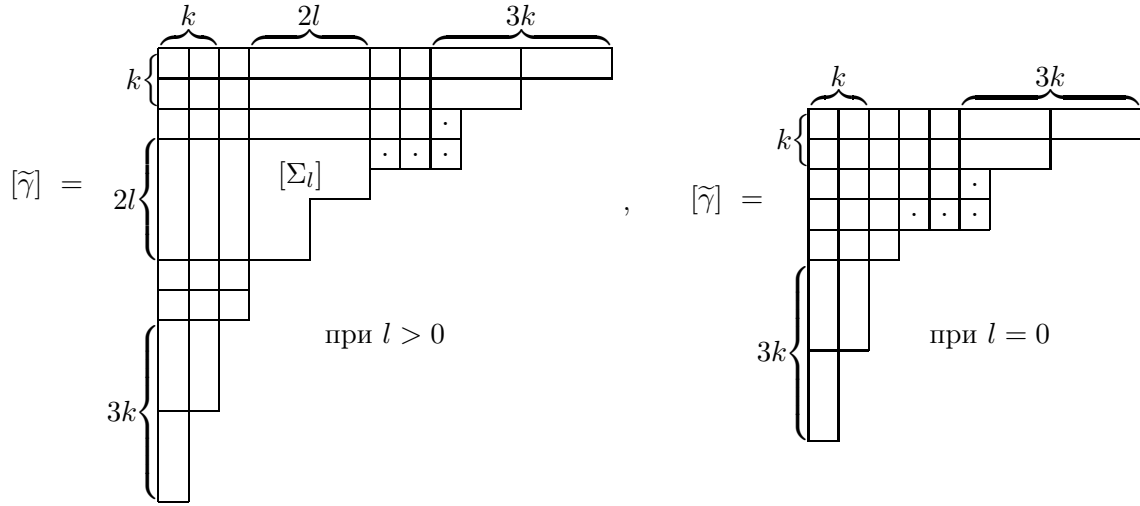 k 2l 3k
k
k 3k
k
[γ̃] = 2l [Σ_l] , [γ̃] =
3k при l > 0
3k при l = 0